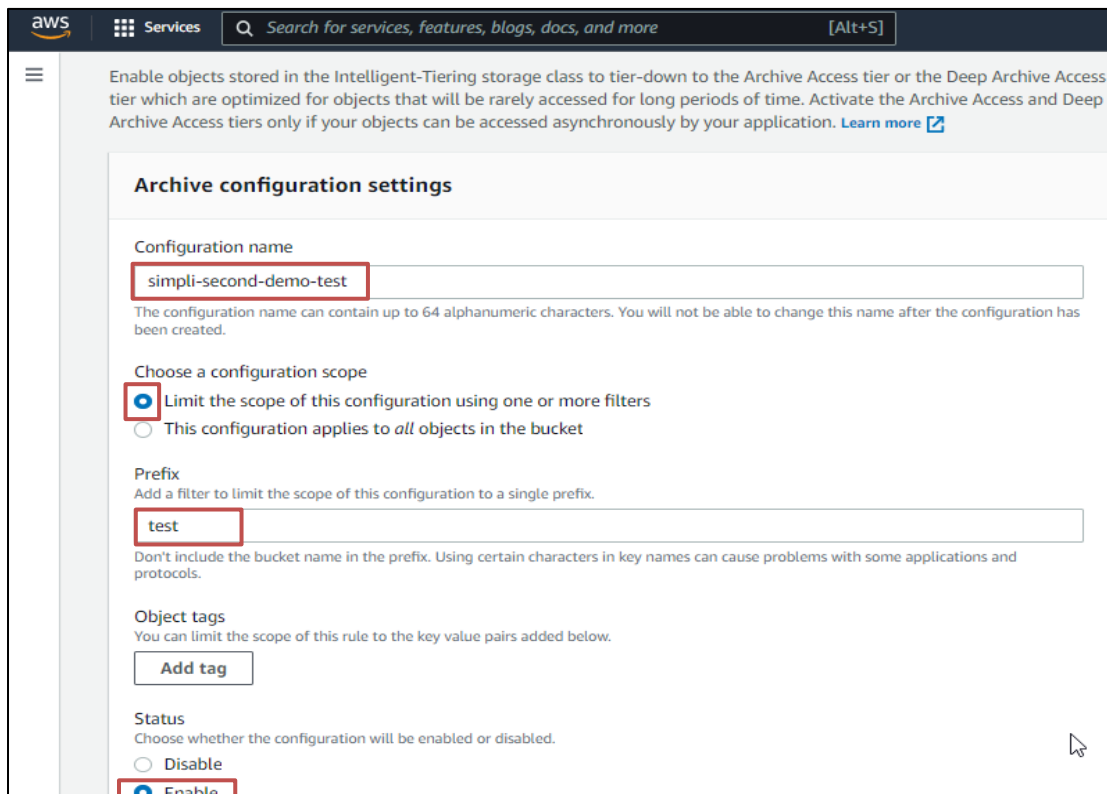 aws
Services
Search for services, features, blogs, docs, and more
[Alt+S]
Enable objects stored in the Intelligent-Tiering storage class to tier-down to the Archive Access tier or the Deep Archive Access
tier which are optimized for objects that will be rarely accessed for long periods of time. Activate the Archive Access and Deep
Archive Access tiers only if your objects can be accessed asynchronously by your application. Learn more
Archive configuration settings
Configuration name
simpli-second-demo-test
The configuration name can contain up to 64 alphanumeric characters. You will not be able to change this name after the configuration has
been created.
Choose a configuration scope
Limit the scope of this configuration using one or more filters
This configuration applies to all objects in the bucket
Prefix
Add a filter to limit the scope of this configuration to a single prefix.
test
Don't include the bucket name in the prefix. Using certain characters in key names can cause problems with some applications and
protocols.
Object tags
You can limit the scope of this rule to the key value pairs added below.
Add tag
Status
Choose whether the configuration will be enabled or disabled.
Disable
Enable